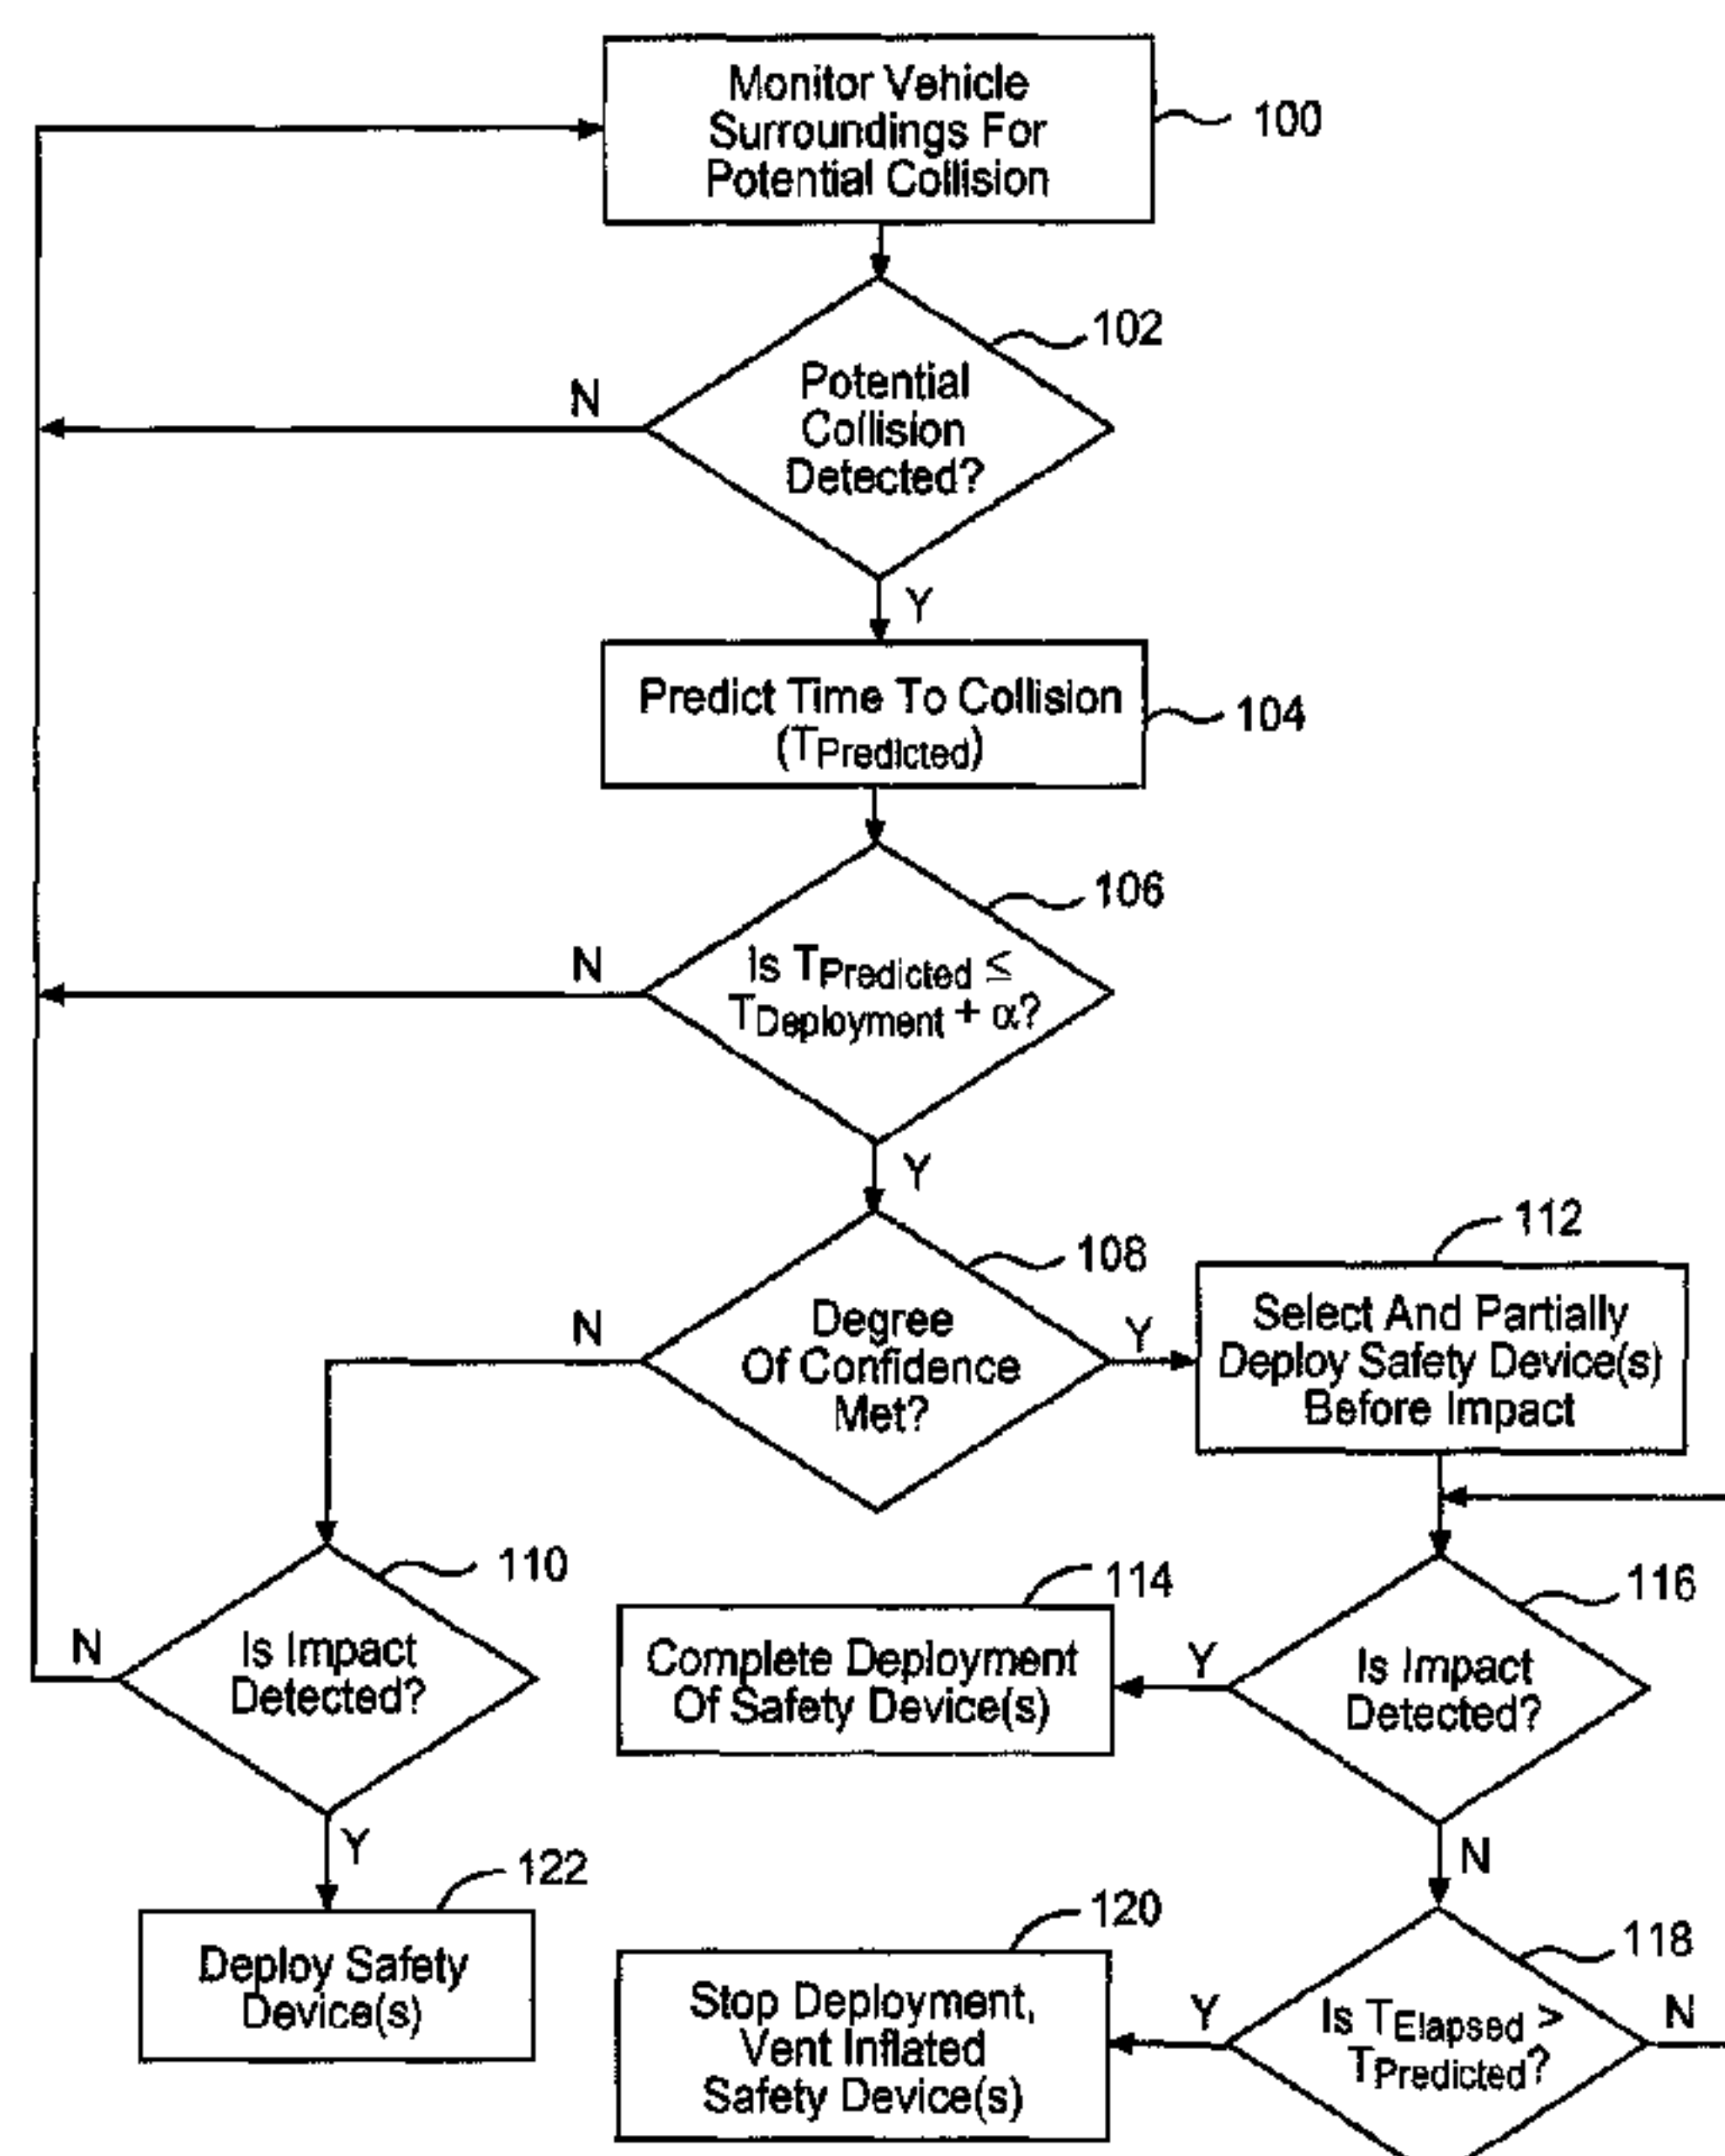 Monitor Vehicle
Surroundings For
Potential Collision
100
102
Potential
Collision
Detected?
N
Y
Predict Time To Collision
(TPredicted)
104
106
Is TPredicted ≤
TDeployment + α?
N
Y
108
Degree
Of Confidence
Met?
N
Y
112
Select And Partially
Deploy Safety Device(s)
Before Impact
110
Is Impact
Detected?
N
Y
114
Complete Deployment
Of Safety Device(s)
116
Is Impact
Detected?
Y
N
122
Deploy Safety
Device(s)
120
Stop Deployment,
Vent Inflated
Safety Device(s)
118
Is TElapsed >
TPredicted?
Y
N